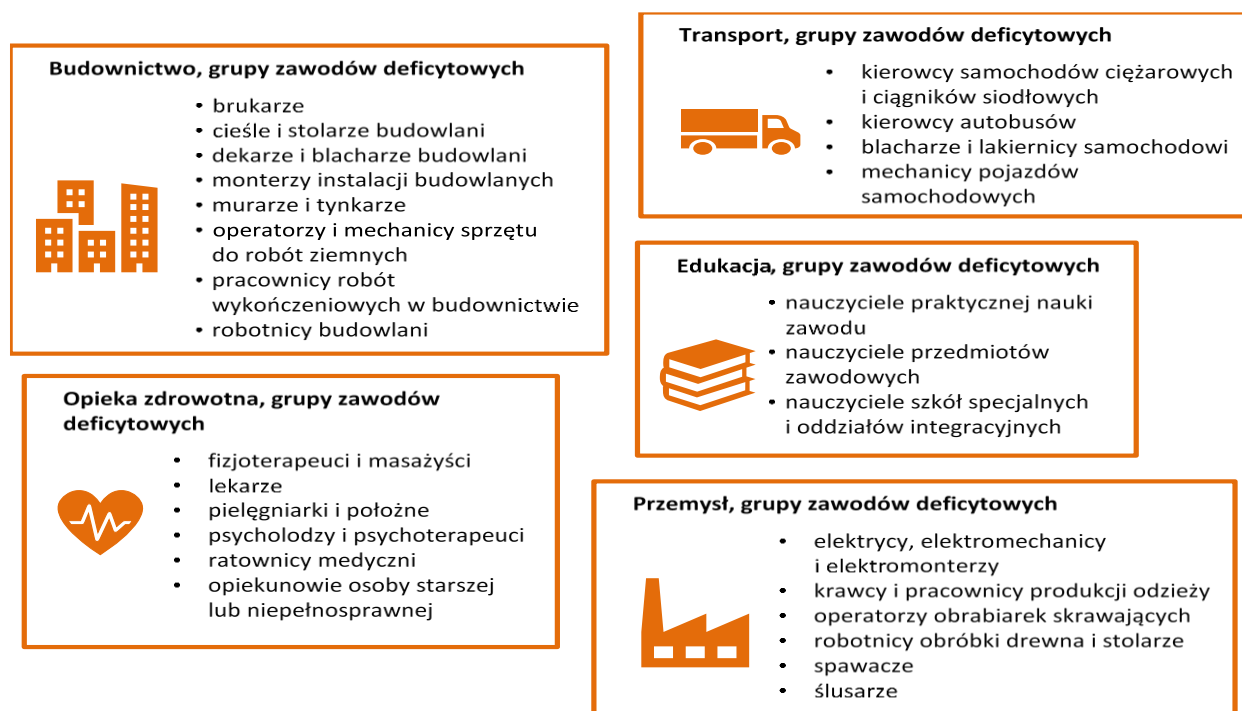 Budownictwo, grupy zawodów deficytowych
• brukarze
• cieśle i stolarze budowlani
• dekarze i blacharze budowlani
• monterzy instalacji budowlanych
• murarze i tynkarze
• operatorzy i mechanicy sprzętu
do robót ziemnych
• pracownicy robót
wykończeniowych w budownictwie
• robotnicy budowlani
Transport, grupy zawodów deficytowych
• kierowcy samochodów ciężarowych
i ciągników siodłowych
• kierowcy autobusów
• blacharze i lakiernicy samochodowi
• mechanicy pojazdów
samochodowych
Edukacja, grupy zawodów deficytowych
• nauczyciele praktycznej nauki
zawodu
• nauczyciele przedmiotów
zawodowych
• nauczyciele szkół specjalnych
i oddziałów integracyjnych
Opieka zdrowotna, grupy zawodów
deficytowych
• fizjoterapeuci i masażyści
• lekarze
• pielęgniarki i położne
• psycholodzy i psychoterapeuci
• ratownicy medyczni
• opiekunowie osoby starszej
lub niepełnosprawnej
Przemysł, grupy zawodów deficytowych
• elektrycy, elektromechanicy
i elektromonterzy
• krawcy i pracownicy produkcji odzieży
• operatorzy obrabiarek skrawających
• robotnicy obróbki drewna i stolarze
• spawacze
• ślusarze